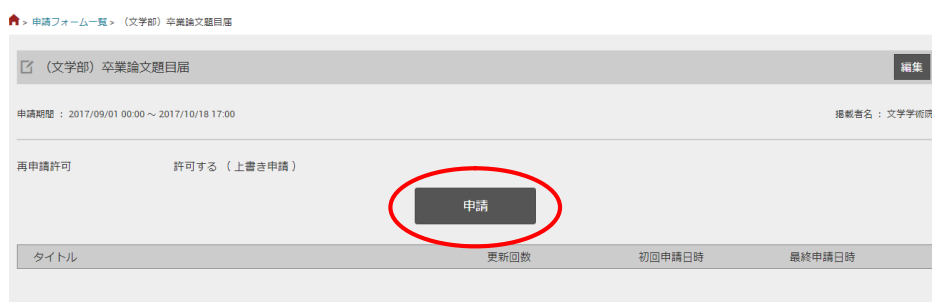 > 申請フォーム一覧 > （文学部）卒業論文題目届
（文学部）卒業論文題目届 編集
申請期間 ： 2017/09/01 00:00 ～ 2017/10/18 17:00 掲載者名 ： 文学学術院
再申請許可 許可する （ 上書き申請 ）
申請
タイトル 更新回数 初回申請日時 最終申請日時